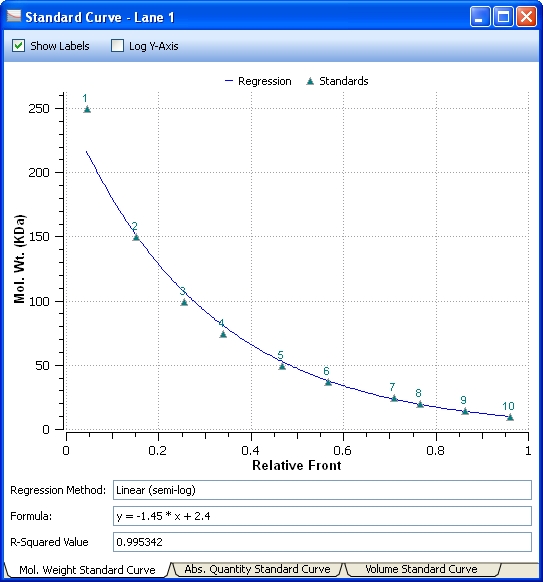 Standard Curve - Lane 1
Show Labels Log Y-Axis
Regression Standards
250
200
150
100
50
0
Mol. Wt. (KDa)
1
2
3
4
5
6
7
8
9
10
0 0.2 0.4 0.6 0.8 1
Relative Front
Regression Method: Linear (semi-log)
Formula: y = -1.45 * x + 2.4
R-Squared Value 0.995342
Mol. Weight Standard Curve Abs. Quantity Standard Curve Volume Standard Curve